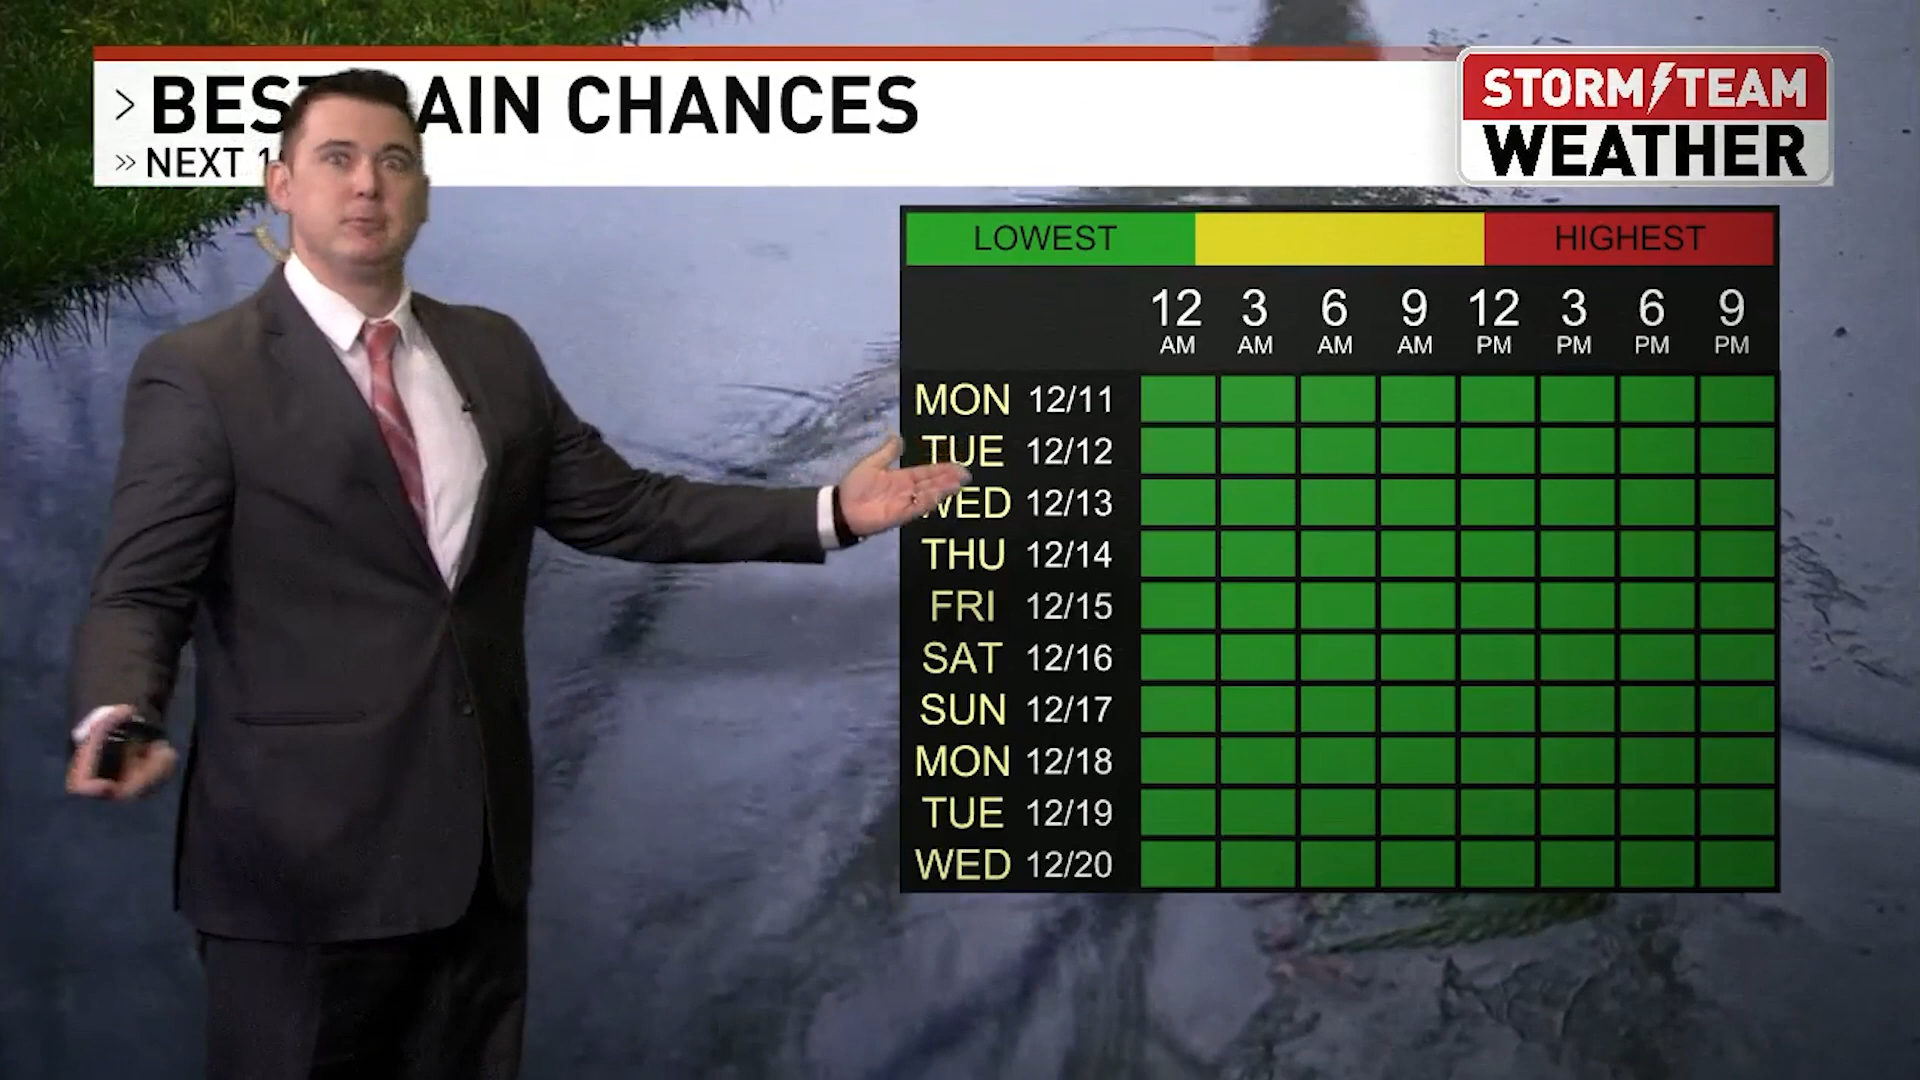 > BES AIN CHANCES
» NEXT 1
STORM TEAM
WEATHER
LOWEST HIGHEST
12 3 6 9 12 3 6 9
AM AM AM AM PM PM PM PM
MON 12/11
TUE 12/12
WED 12/13
THU 12/14
FRI 12/15
SAT 12/16
SUN 12/17
MON 12/18
TUE 12/19
WED 12/20